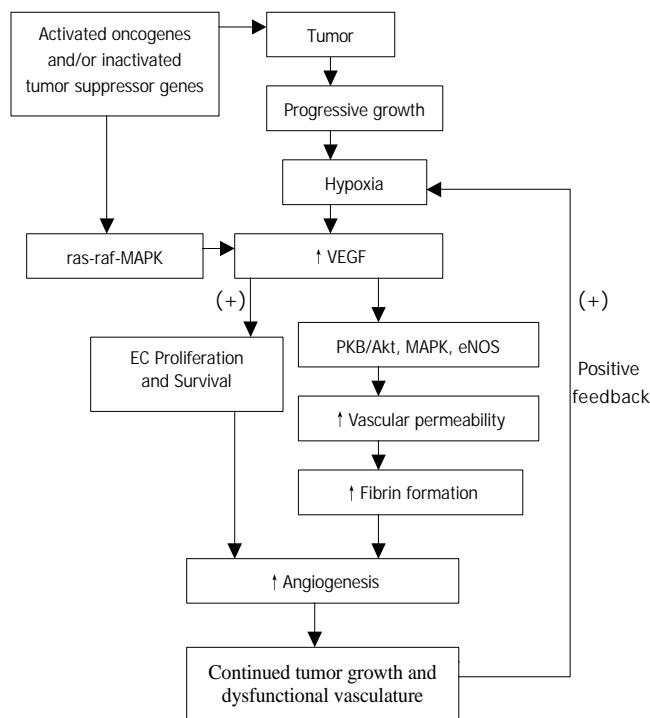 Activated oncogenes
and/or inactivated
tumor suppressor genes
Tumor
Progressive growth
Hypoxia
ras-raf-MAPK
↑ VEGF
(+)
(+)
EC Proliferation
and Survival
PKB/Akt, MAPK, eNOS
Positive
feedback
↑ Vascular permeability
↑ Fibrin formation
↑ Angiogenesis
Continued tumor growth and
dysfunctional vasculature